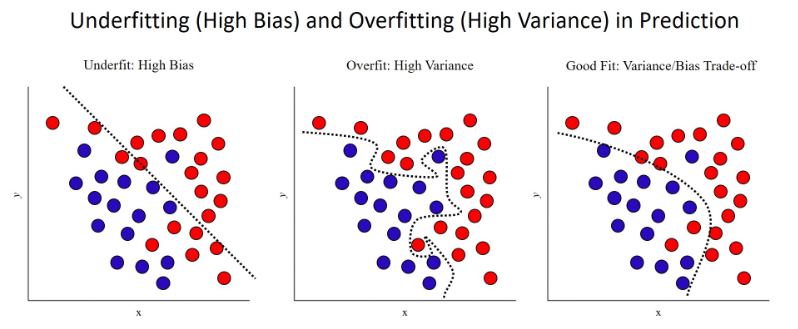 Underfitting (High Bias) and Overfitting (High Variance) in Prediction
Underfit: High Bias
Overfit: High Variance
Good Fit: Variance/Bias Trade-off
y
y
y
x
x
x